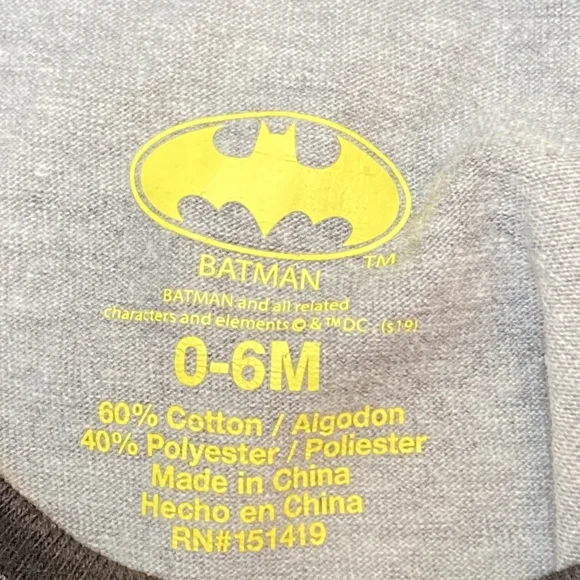 BATMAN
TM
BATMAN and all related
characters and elements © & ™ DC. (s19)
0-6M
60% Cotton / Algodon
40% Polyester / Poliester
Made in China
Hecho en China
RN#151419